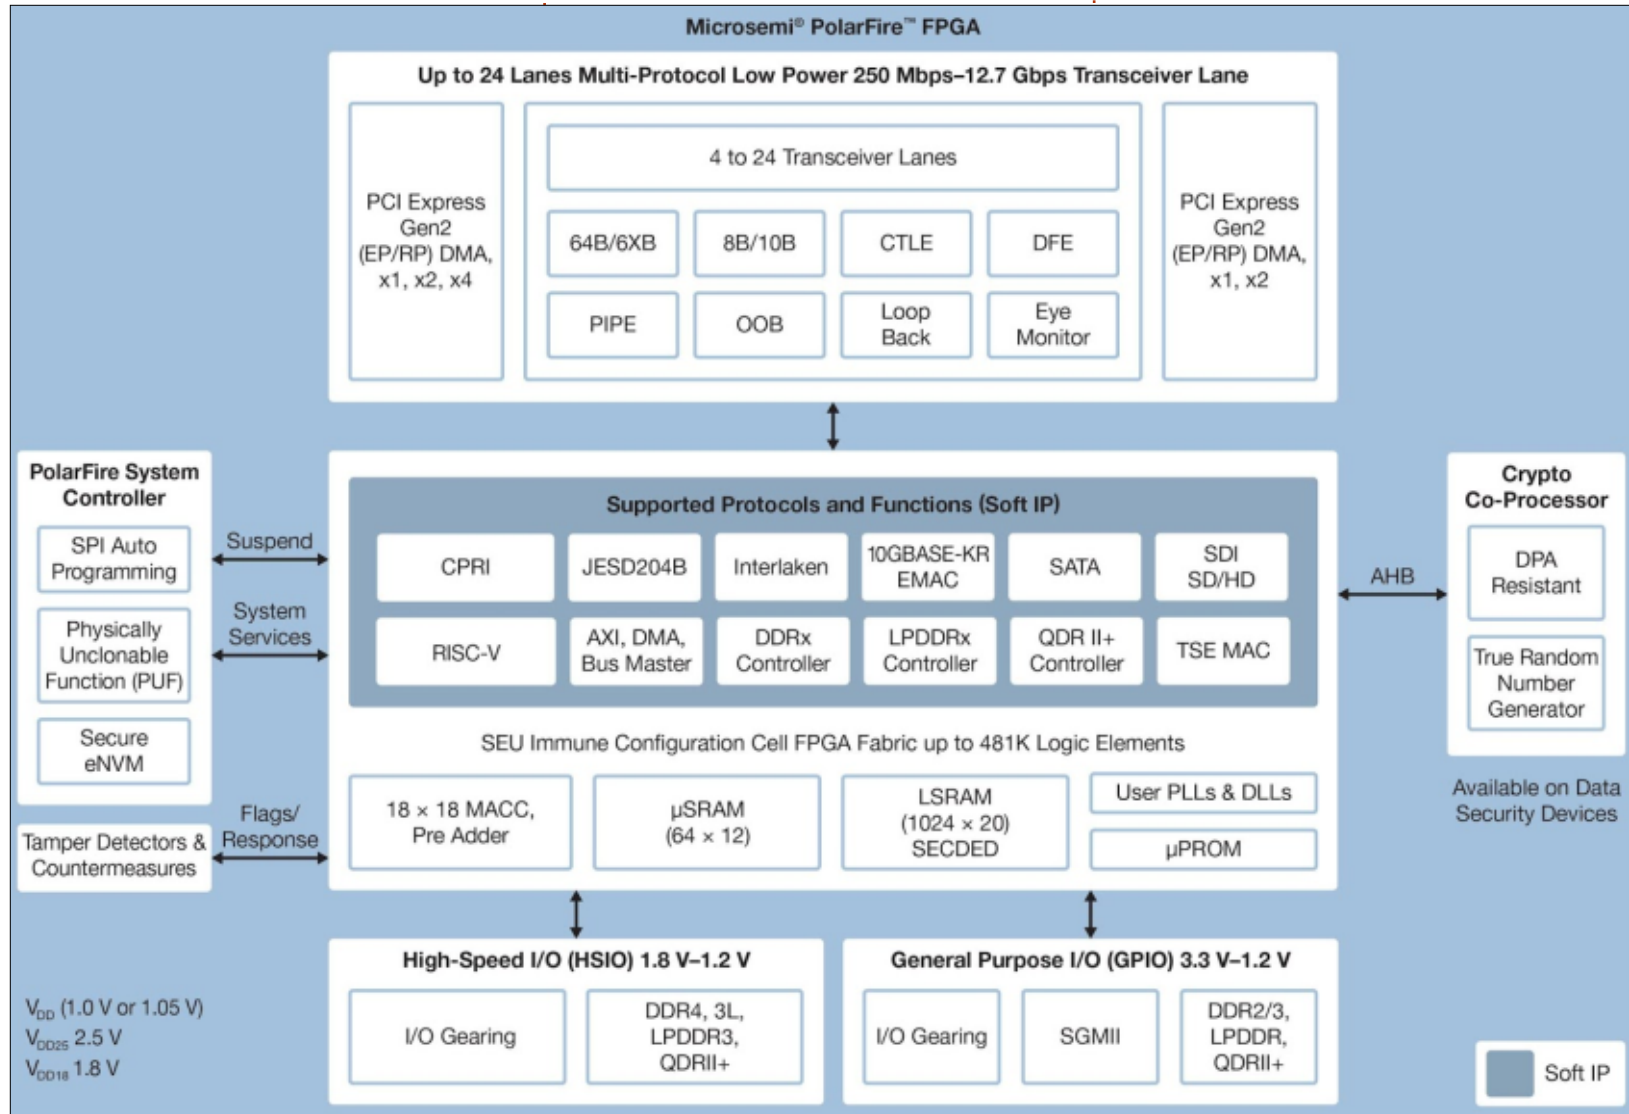 Microsemi® PolarFire™ FPGA
Up to 24 Lanes Multi-Protocol Low Power 250 Mbps–12.7 Gbps Transceiver Lane
PCI Express
Gen2
(EP/RP) DMA,
x1, x2, x4
4 to 24 Transceiver Lanes
64B/6XB
8B/10B
CTLE
DFE
PIPE
OOB
Loop
Back
Eye
Monitor
PCI Express
Gen2
(EP/RP) DMA,
x1, x2
PolarFire System
Controller
SPI Auto
Programming
Physically
Unclonable
Function (PUF)
Secure
eNVM
Tamper Detectors &
Countermeasures
Suspend
System
Services
Flags/
Response
Supported Protocols and Functions (Soft IP)
CPRI
JESD204B
Interlaken
10GBASE-KR
EMAC
SATA
SDI
SD/HD
RISC-V
AXI, DMA,
Bus Master
DDRx
Controller
LPDDRx
Controller
QDR II+
Controller
TSE MAC
SEU Immune Configuration Cell FPGA Fabric up to 481K Logic Elements
18 × 18 MACC,
Pre Adder
µSRAM
(64 × 12)
LSRAM
(1024 × 20)
SECDED
User PLLs & DLLs
µPROM
AHB
Crypto
Co-Processor
DPA
Resistant
True Random
Number
Generator
Available on Data
Security Devices
High-Speed I/O (HSIO) 1.8 V–1.2 V
I/O Gearing
DDR4, 3L,
LPDDR3,
QDRII+
General Purpose I/O (GPIO) 3.3 V–1.2 V
I/O Gearing
SGMII
DDR2/3,
LPDDR,
QDRII+
V_DD (1.0 V or 1.05 V)
V_DD25 2.5 V
V_DD18 1.8 V
Soft IP